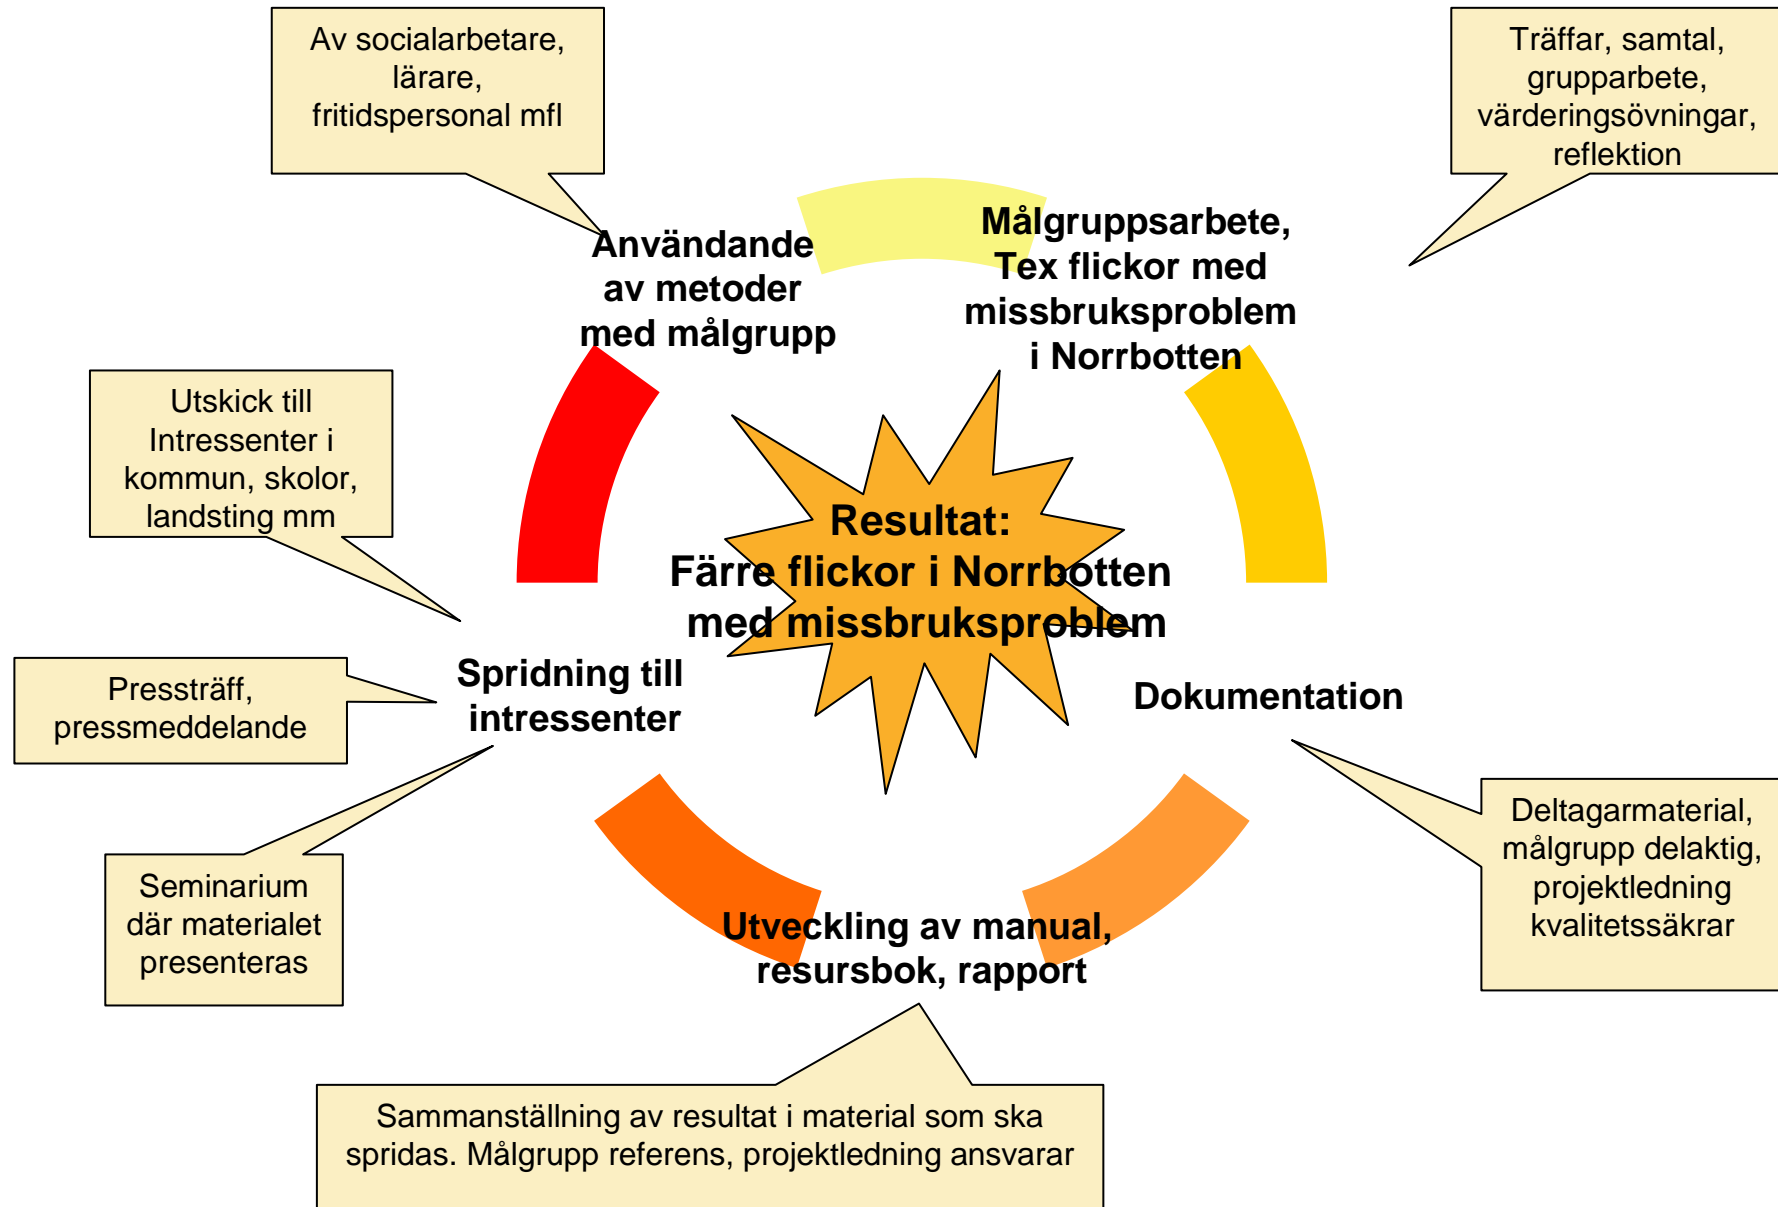 Av socialarbetare,
lärare,
fritidspersonal mfl
Träffar, samtal,
grupparbete,
värderingsövningar,
reflektion
Användande
av metoder
med målgrupp
Målgruppsarbete,
Tex flickor med
missbruksproblem
i Norrbotten
Utskick till
Intressenter i
kommun, skolor,
landsting mm
Resultat:
Färre flickor i Norrbotten
med missbruksproblem
Pressträff,
pressmeddelande
Spridning till
intressenter
Dokumentation
Seminarium
där materialet
presenteras
Deltagarmaterial,
målgrupp delaktig,
projektledning
kvalitetssäkrar
Utveckling av manual,
resursbok, rapport
Sammanställning av resultat i material som ska
spridas. Målgrupp referens, projektledning ansvarar